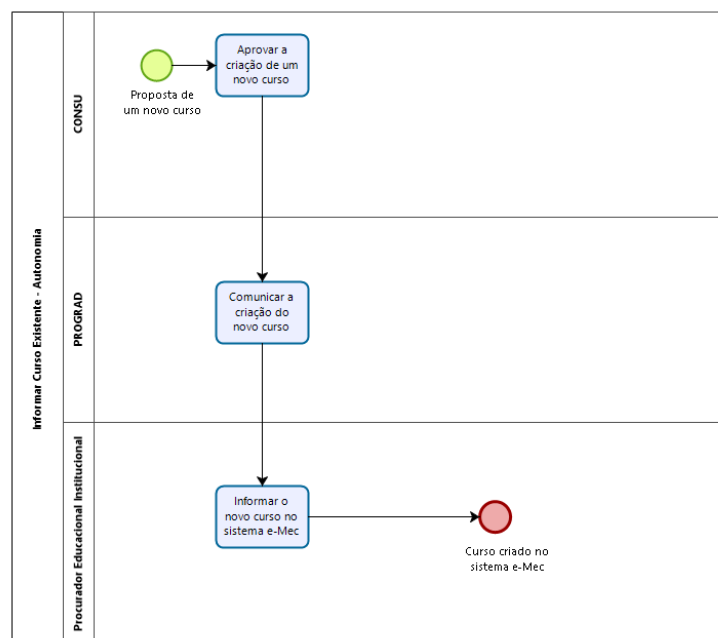 Informar Curso Existente - Autonomia
CONSU
Proposta de
um novo curso
Aprovar a
criação de um
novo curso
PROGRAD
Comunicar a
criação do
novo curso
Procurador Educacional Institucional
Informar o
novo curso no
sistema e-Mec
Curso criado no
sistema e-Mec